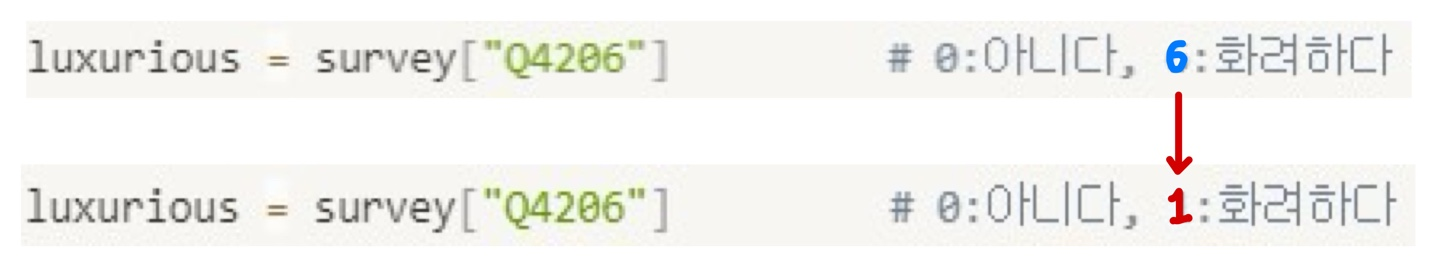 luxurious = survey["Q4206"] # 0:아니다, 6:화려하다
luxurious = survey["Q4206"] # 0:아니다, 1:화려하다